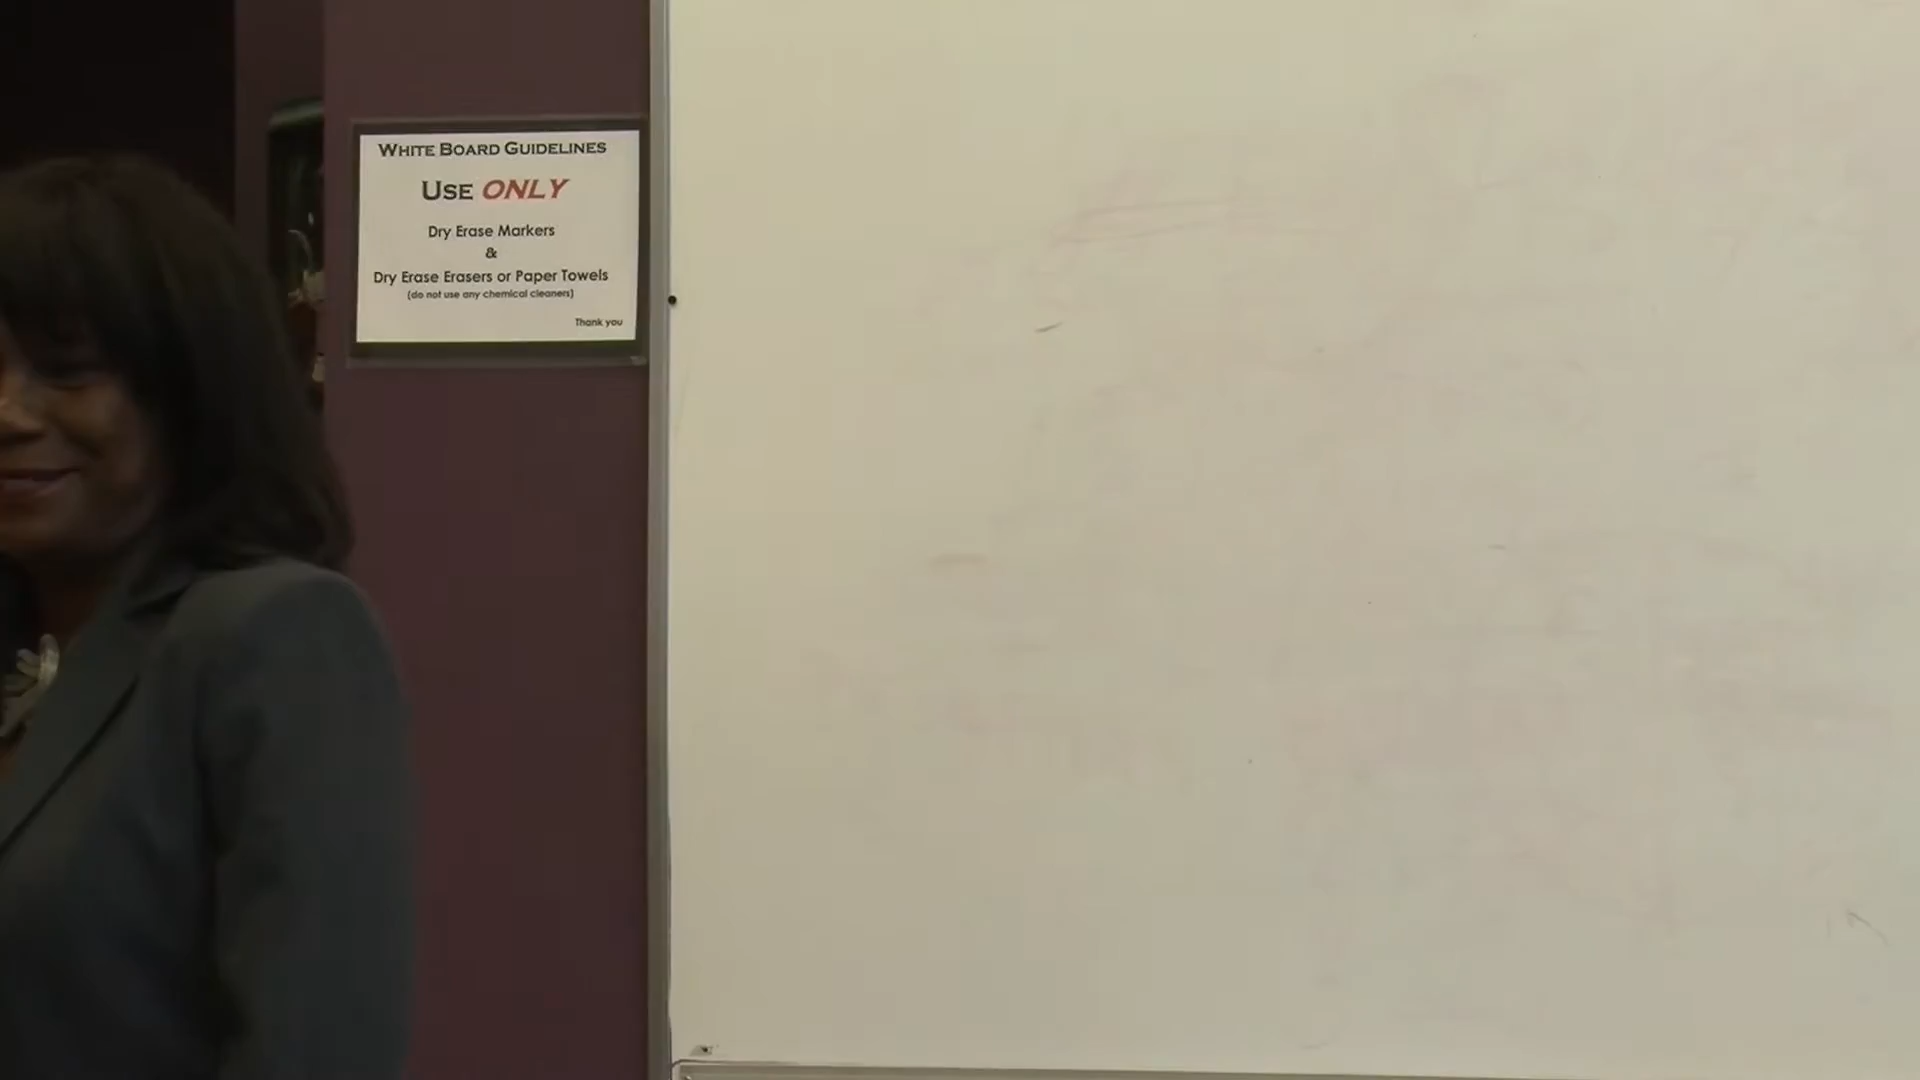 WHITE BOARD GUIDELINES
USE ONLY
Dry Erase Markers
&
Dry Erase Erasers or Paper Towels
(do not use any chemical cleaners)
Thank you